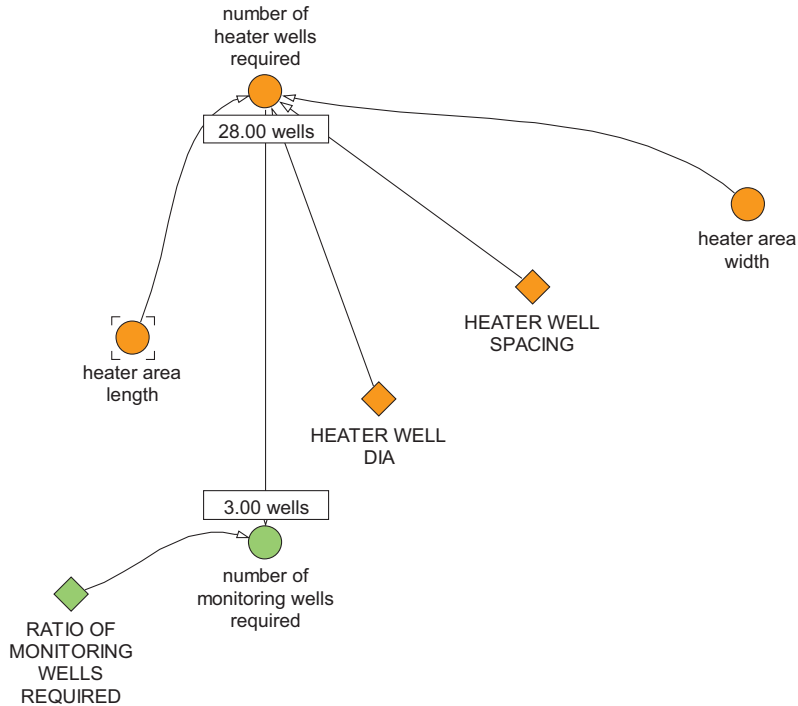 number of
heater wells
required
28.00 wells
heater area
width
HEATER WELL
SPACING
heater area
length
HEATER WELL
DIA
3.00 wells
number of
monitoring wells
required
RATIO OF
MONITORING
WELLS
REQUIRED